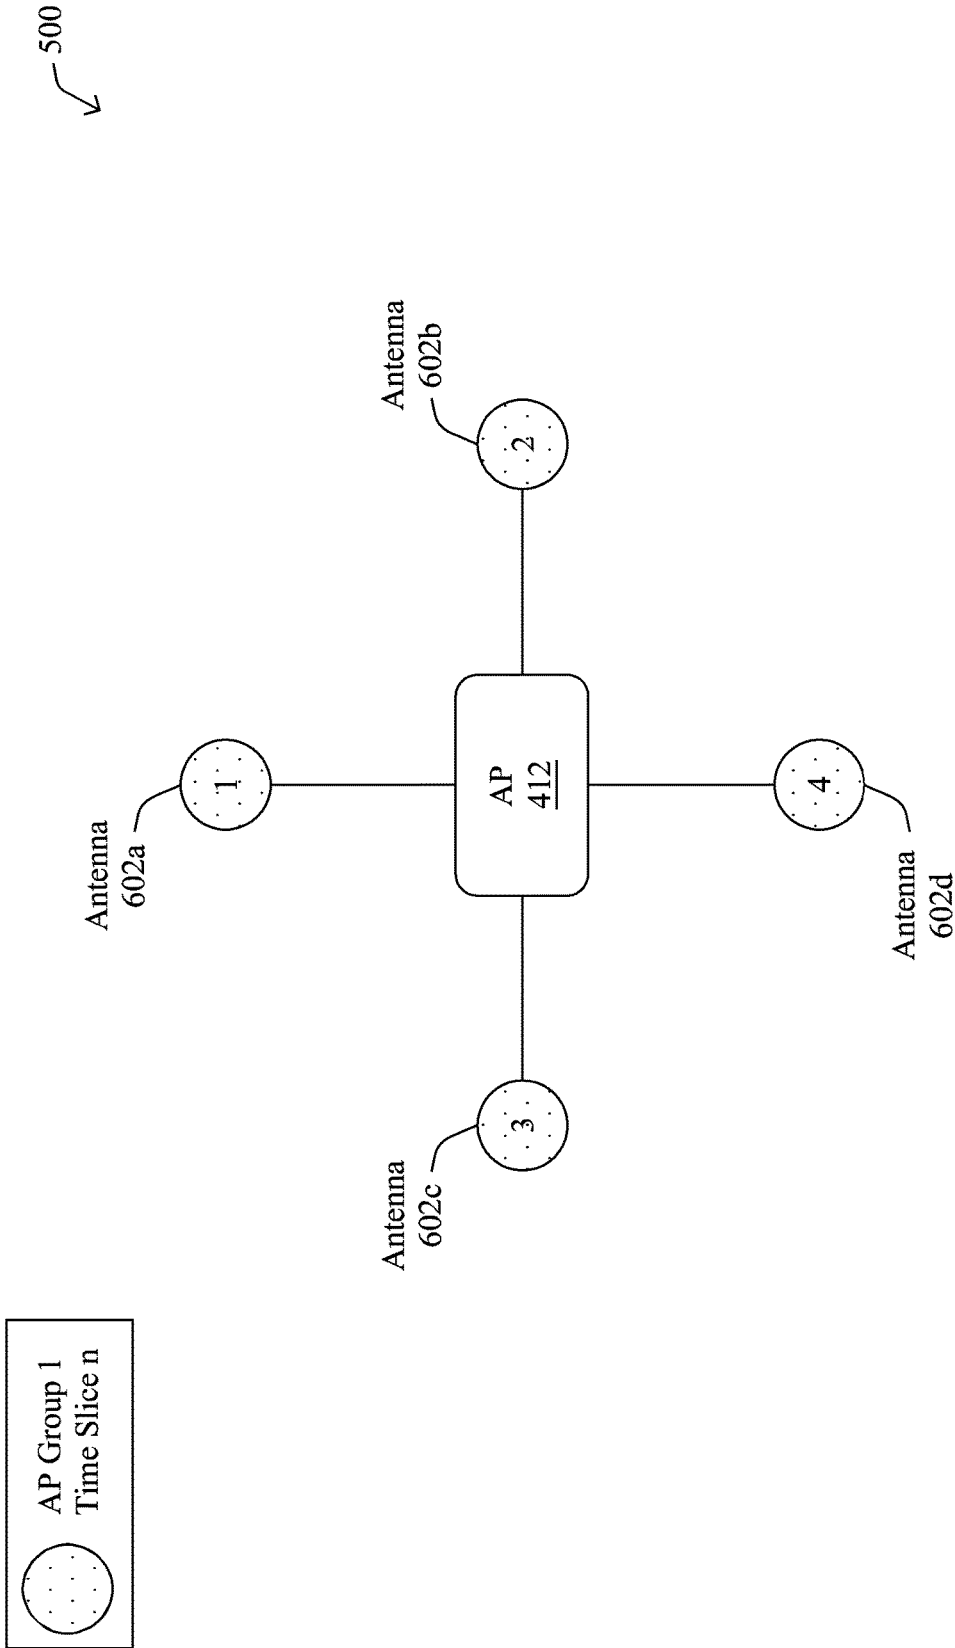 AP Group 1
Time Slice n
500
Antenna
602a
1
Antenna
602c
3
AP
412
Antenna
602b
2
4
Antenna
602d